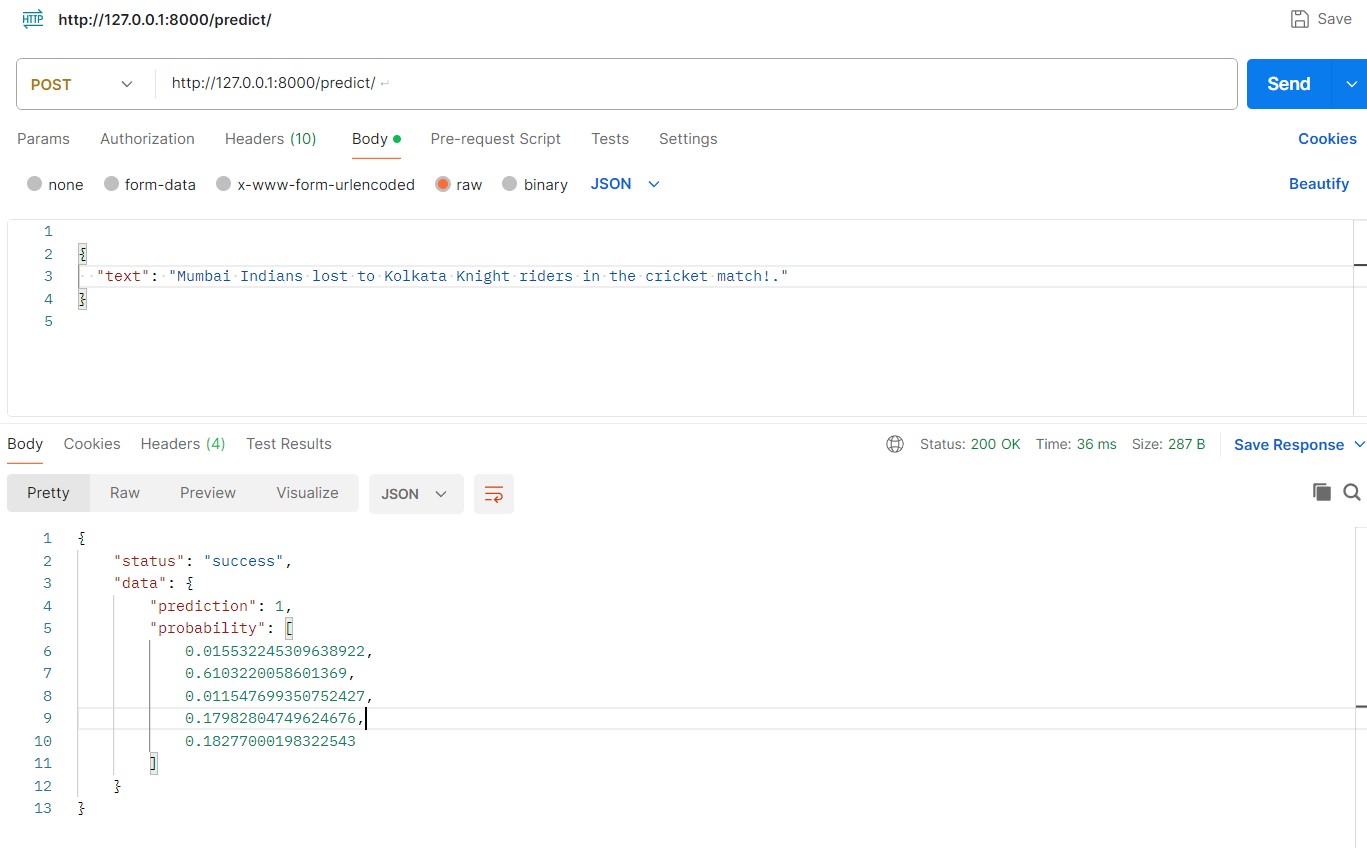 HTTP http://127.0.0.1:8000/predict/ Save
POST http://127.0.0.1:8000/predict/ Send
Params Authorization Headers (10) Body Pre-request Script Tests Settings Cookies
none form-data x-www-form-urlencoded raw binary JSON Beautify
1
2 {
3 "text": "Mumbai Indians lost to Kolkata Knight riders in the cricket match!."
4 }
5
Body Cookies Headers (4) Test Results Status: 200 OK Time: 36 ms Size: 287 B Save Response
Pretty Raw Preview Visualize JSON
1 {
2 "status": "success",
3 "data": {
4 "prediction": 1,
5 "probability": [
6 0.015532245309638922,
7 0.6103220058601369,
8 0.011547699350752427,
9 0.17982804749624676,
10 0.18277000198322543
11 ]
12 }
13 }